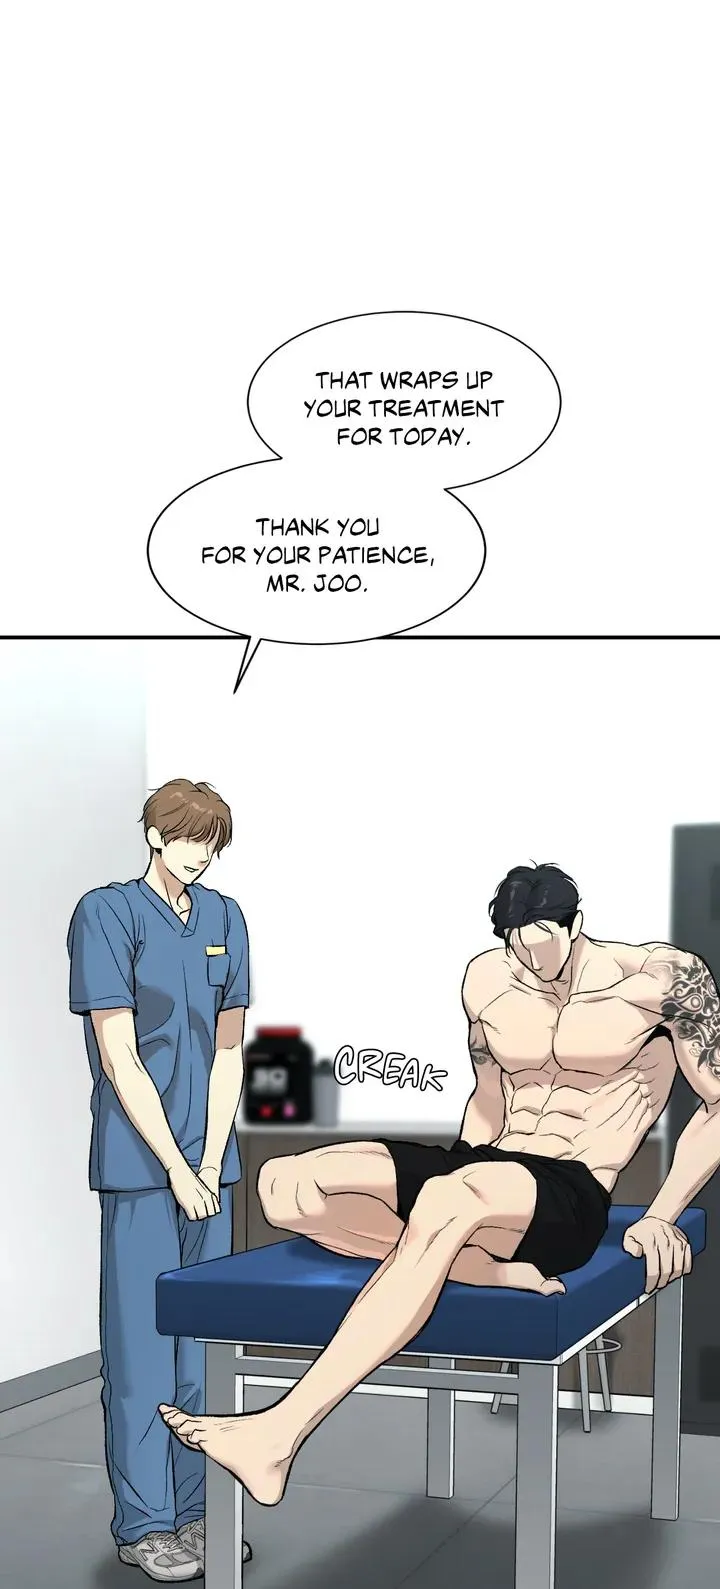 THAT WRAPS UP
YOUR TREATMENT
FOR TODAY.
THANK YOU
FOR YOUR PATIENCE,
MR. JOO.
CREAK